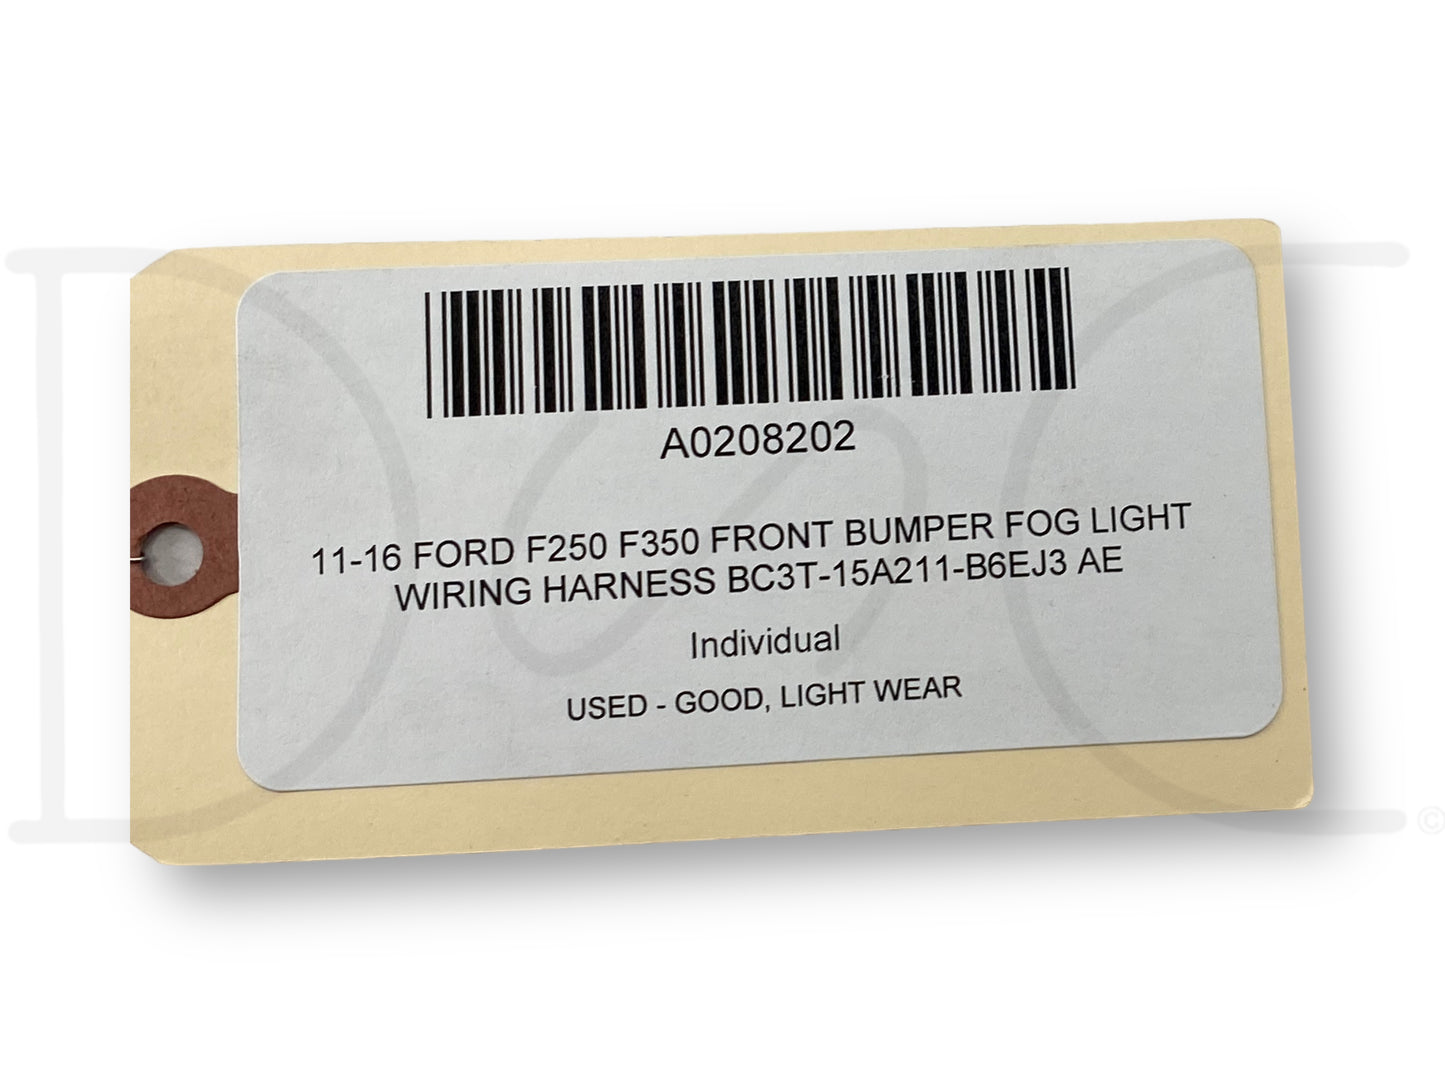 A0208202
11-16 FORD F250 F350 FRONT BUMPER FOG LIGHT
WIRING HARNESS BC3T-15A211-B6EJ3 AE
Individual
USED - GOOD, LIGHT WEAR
©